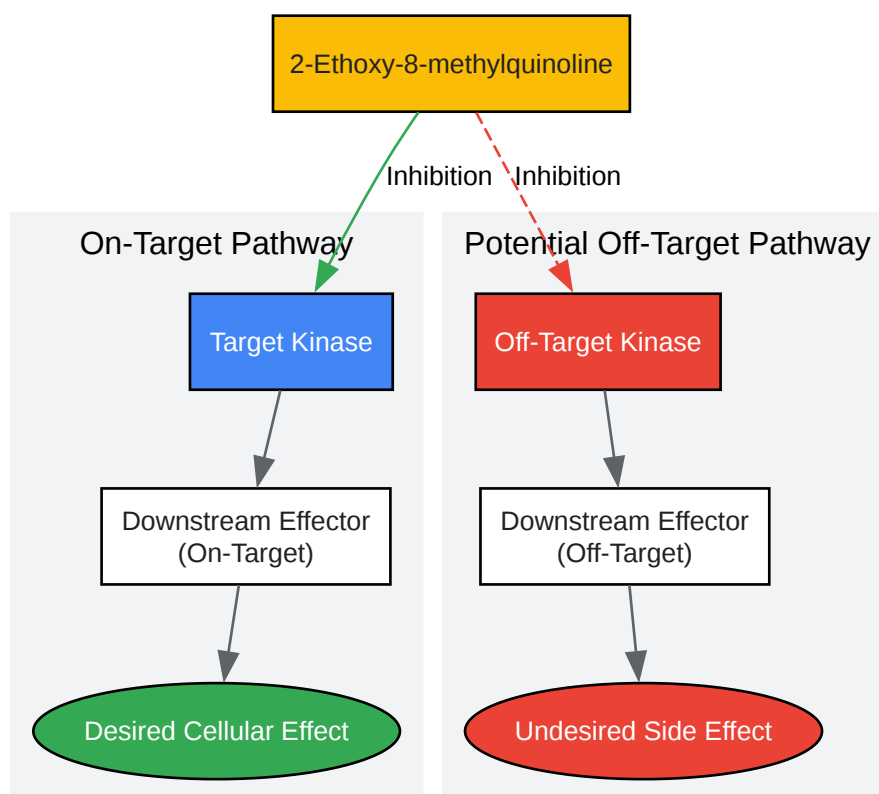 2-Ethoxy-8-methylquinoline
Inhibition
Inhibition
On-Target Pathway
Potential Off-Target Pathway
Target Kinase
Off-Target Kinase
Downstream Effector
(On-Target)
Downstream Effector
(Off-Target)
Desired Cellular Effect
Undesired Side Effect